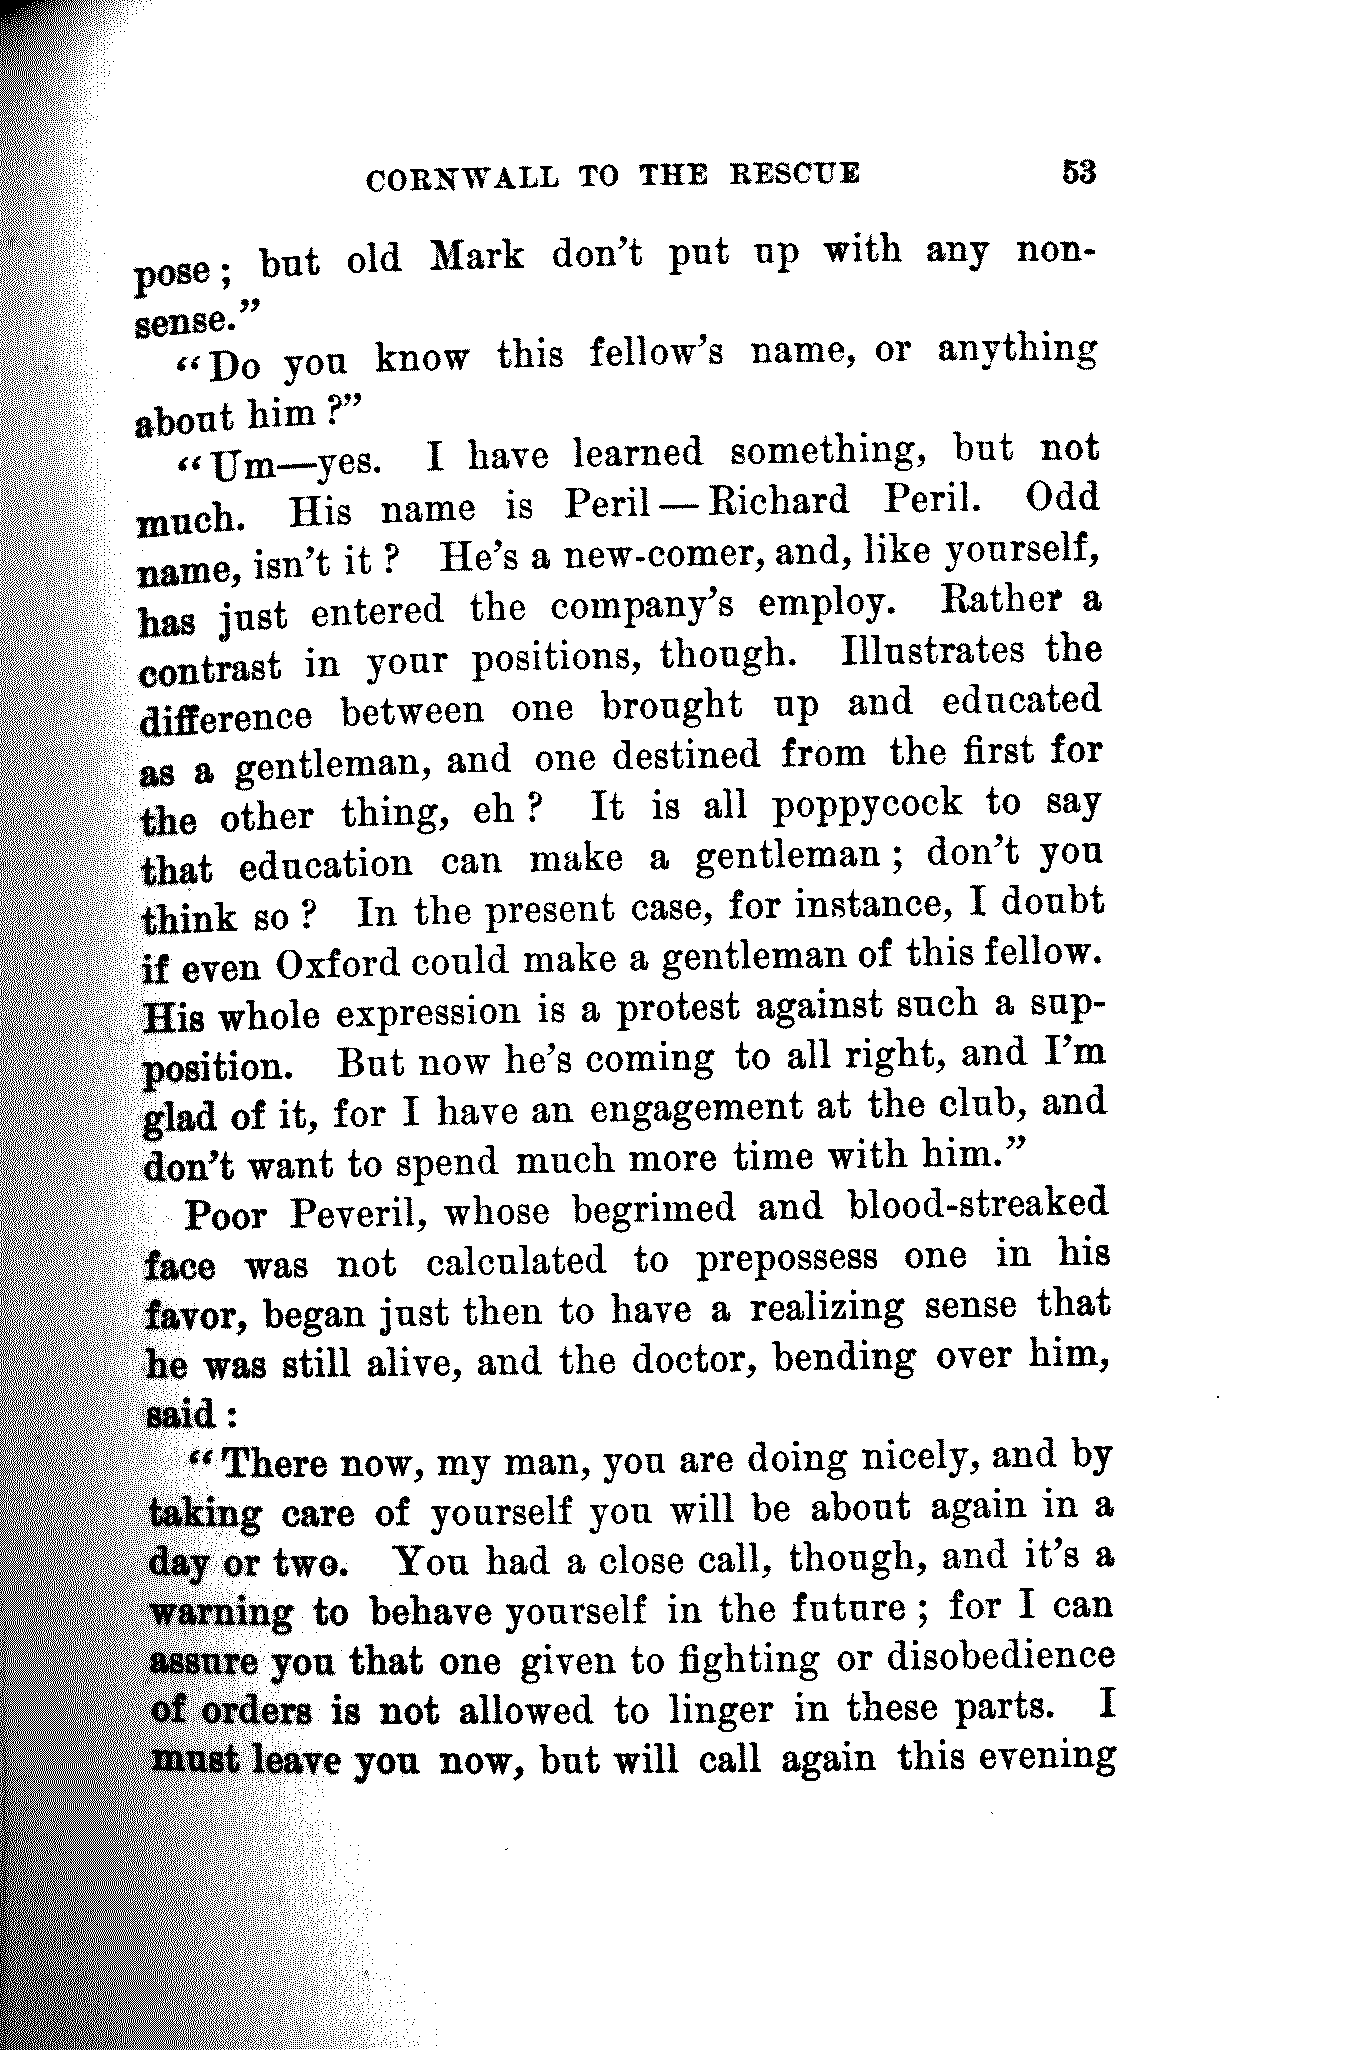 CORNWALL TO THE RESCUE 53
pose; but old Mark don't put up with any non-
sense."
"Do you know this fellow's name, or anything
about him?"
"Um—yes. I have learned something, but not
much. His name is Peril—Richard Peril. Odd
name, isn't it? He's a new-comer, and, like yourself,
has just entered the company's employ. Rather a
contrast in your positions, though. Illustrates the
difference between one brought up and educated
as a gentleman, and one destined from the first for
the other thing, eh? It is all poppycock to say
that education can make a gentleman; don't you
think so? In the present case, for instance, I doubt
if even Oxford could make a gentleman of this fellow.
His whole expression is a protest against such a sup-
position. But now he's coming to all right, and I'm
glad of it, for I have an engagement at the club, and
don't want to spend much more time with him."
Poor Peveril, whose begrimed and blood-streaked
face was not calculated to prepossess one in his
favor, began just then to have a realizing sense that
he was still alive, and the doctor, bending over him,
said:
"There now, my man, you are doing nicely, and by
taking care of yourself you will be about again in a
day or two. You had a close call, though, and it's a
warning to behave yourself in the future; for I can
assure you that one given to fighting or disobedience
of orders is not allowed to linger in these parts. I
must leave you now, but will call again this evening